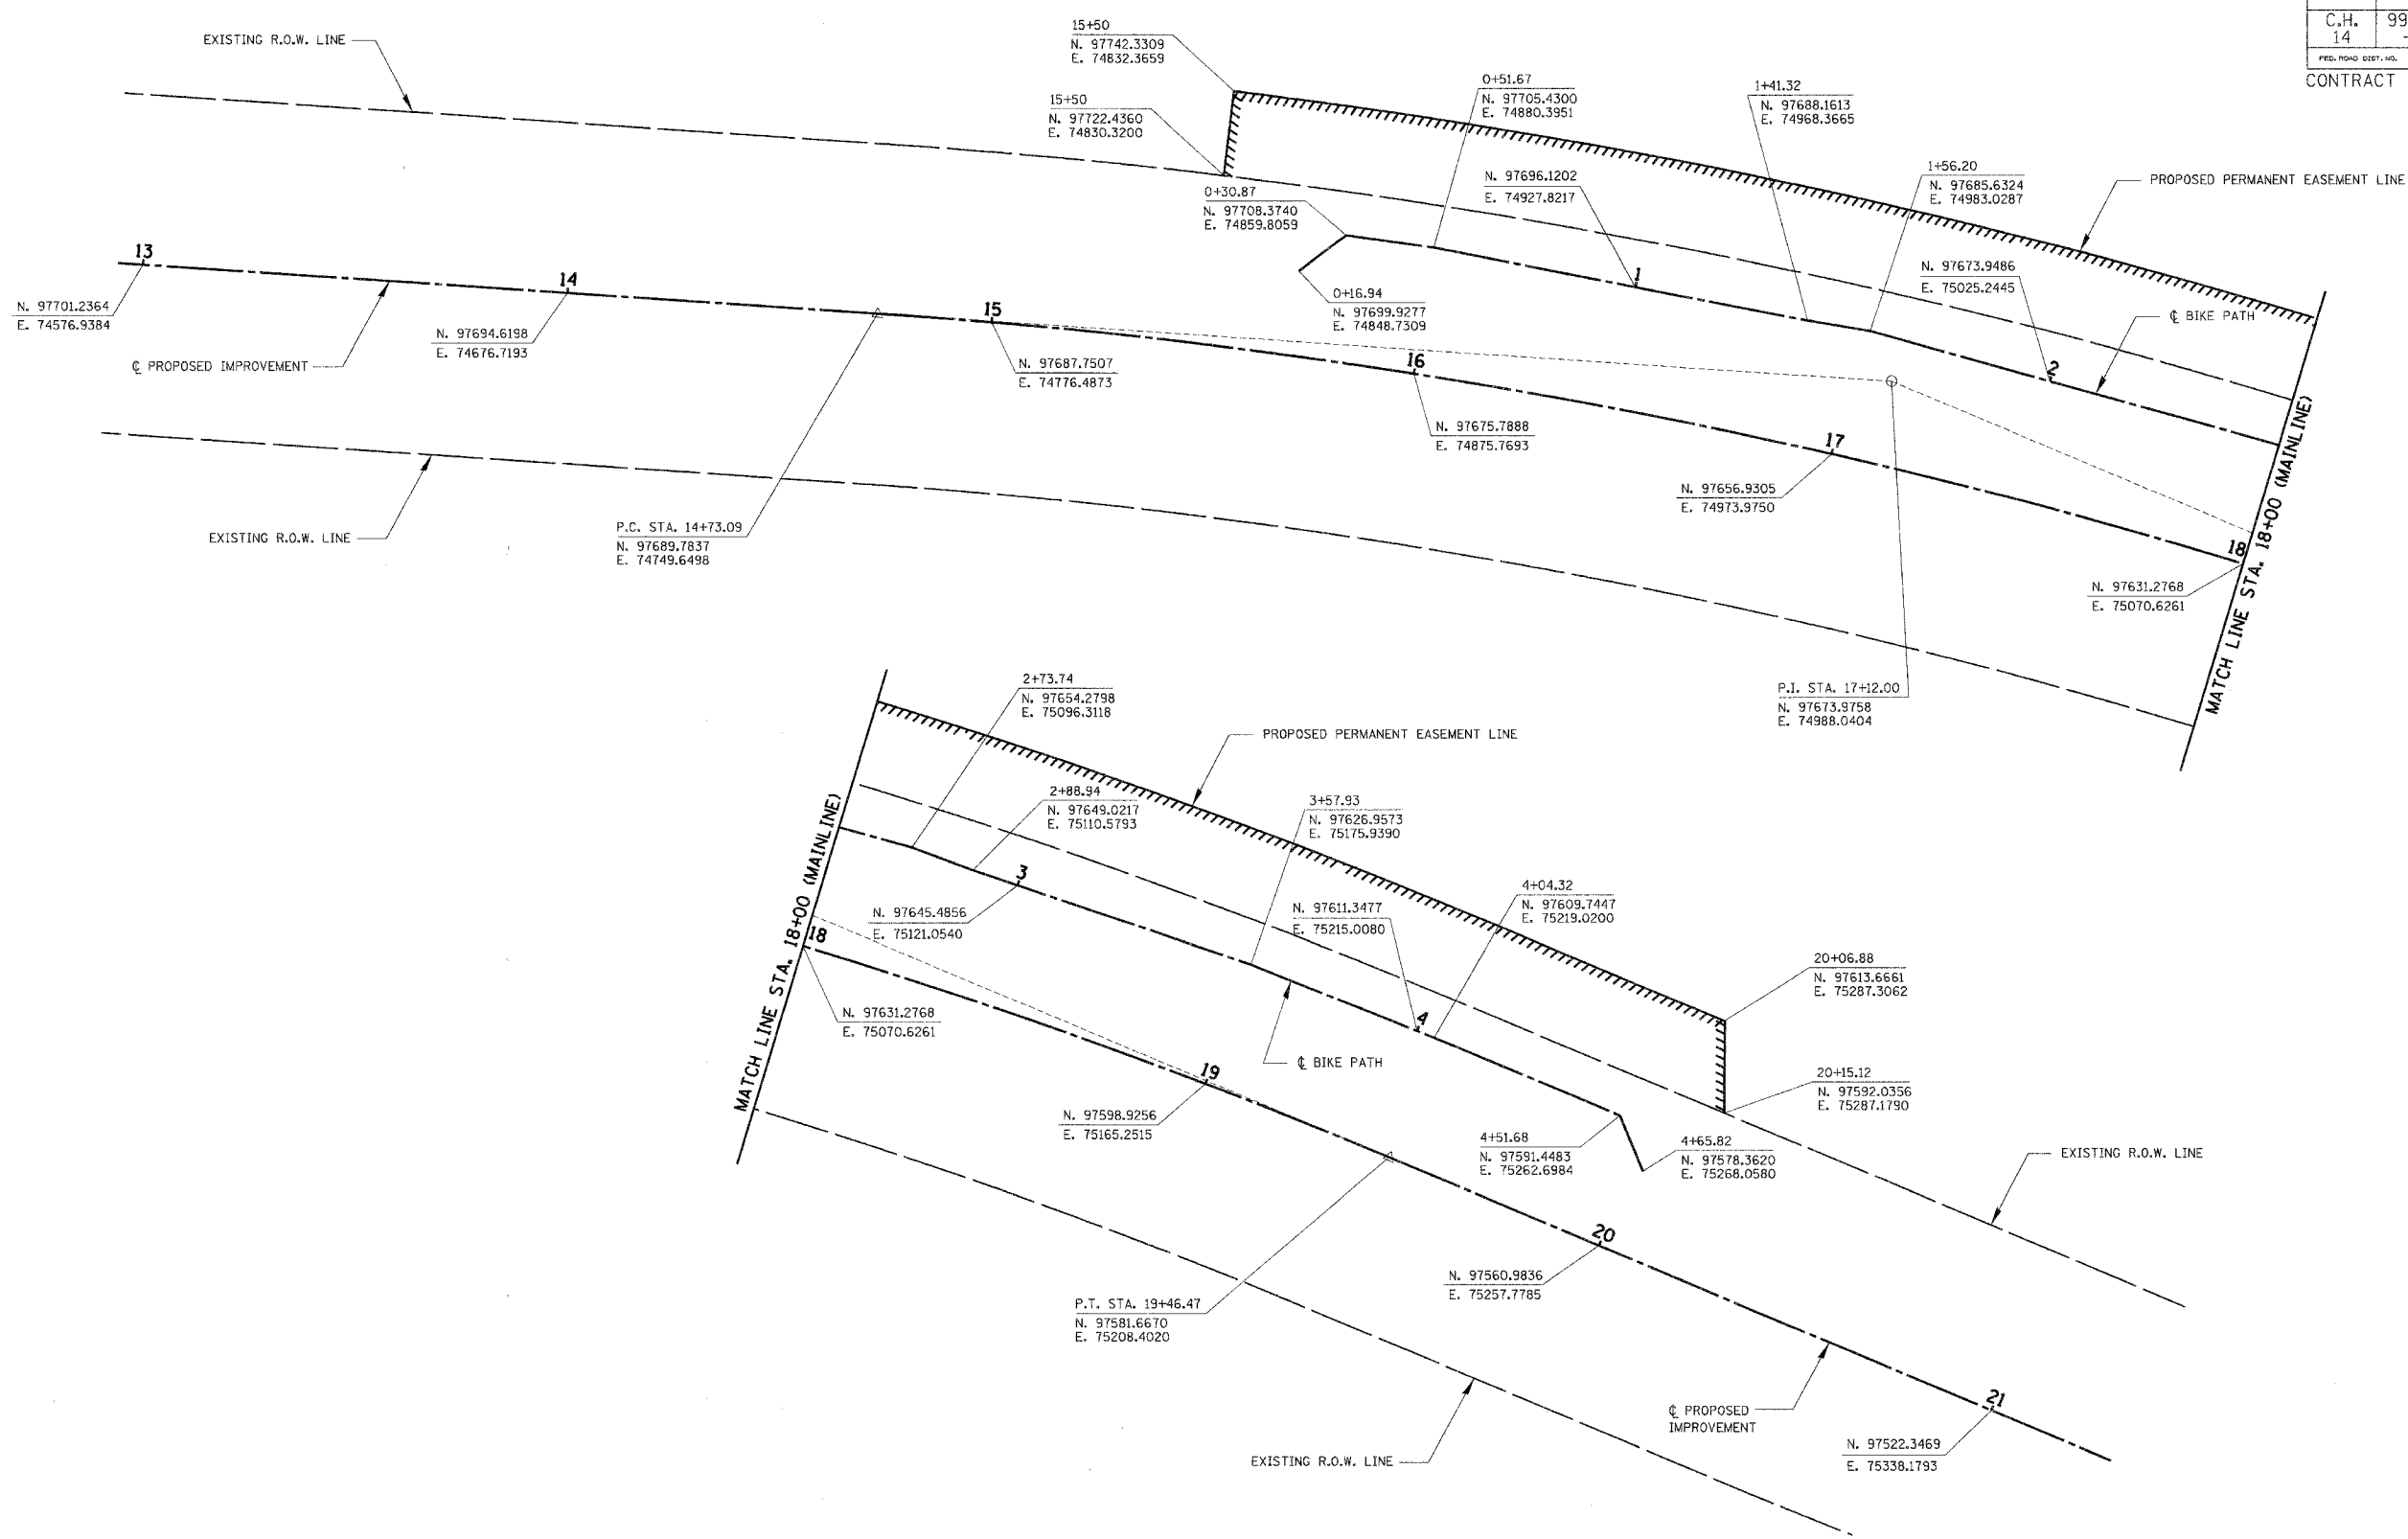 C.H. 99
14 -
FED. ROAD DIST. NO.
CONTRACT
EXISTING R.O.W. LINE
15+50
N. 97742.3309
E. 74832.3659
15+50
N. 97722.4360
E. 74830.3200
0+51.67
N. 97705.4300
E. 74880.3951
1+41.32
N. 97688.1613
E. 74968.3665
1+56.20
N. 97685.6324
E. 74983.0287
PROPOSED PERMANENT EASEMENT LINE
0+30.87
N. 97708.3740
E. 74859.8059
N. 97696.1202
E. 74927.8217
1
N. 97673.9486
E. 75025.2445
2
℄ BIKE PATH
0+16.94
N. 97699.9277
E. 74848.7309
13
N. 97701.2364
E. 74576.9384
14
N. 97694.6198
E. 74676.7193
℄ PROPOSED IMPROVEMENT
15
N. 97687.7507
E. 74776.4873
16
N. 97675.7888
E. 74875.7693
17
N. 97656.9305
E. 74973.9750
18
N. 97631.2768
E. 75070.6261
MATCH LINE STA. 18+00 (MAINLINE)
EXISTING R.O.W. LINE
P.C. STA. 14+73.09
N. 97689.7837
E. 74749.6498
P.I. STA. 17+12.00
N. 97673.9758
E. 74988.0404
2+73.74
N. 97654.2798
E. 75096.3118
PROPOSED PERMANENT EASEMENT LINE
2+88.94
N. 97649.0217
E. 75110.5793
3+57.93
N. 97626.9573
E. 75175.9390
3
N. 97645.4856
E. 75121.0540
N. 97611.3477
E. 75215.0080
4
4+04.32
N. 97609.7447
E. 75219.0200
20+06.88
N. 97613.6661
E. 75287.3062
MATCH LINE STA. 18+00 (MAINLINE)
18
N. 97631.2768
E. 75070.6261
℄ BIKE PATH
19
N. 97598.9256
E. 75165.2515
20+15.12
N. 97592.0356
E. 75287.1790
4+51.68
N. 97591.4483
E. 75262.6984
4+65.82
N. 97578.3620
E. 75268.0580
EXISTING R.O.W. LINE
20
N. 97560.9836
E. 75257.7785
P.T. STA. 19+46.47
N. 97581.6670
E. 75208.4020
21
℄ PROPOSED
IMPROVEMENT
N. 97522.3469
E. 75338.1793
EXISTING R.O.W. LINE